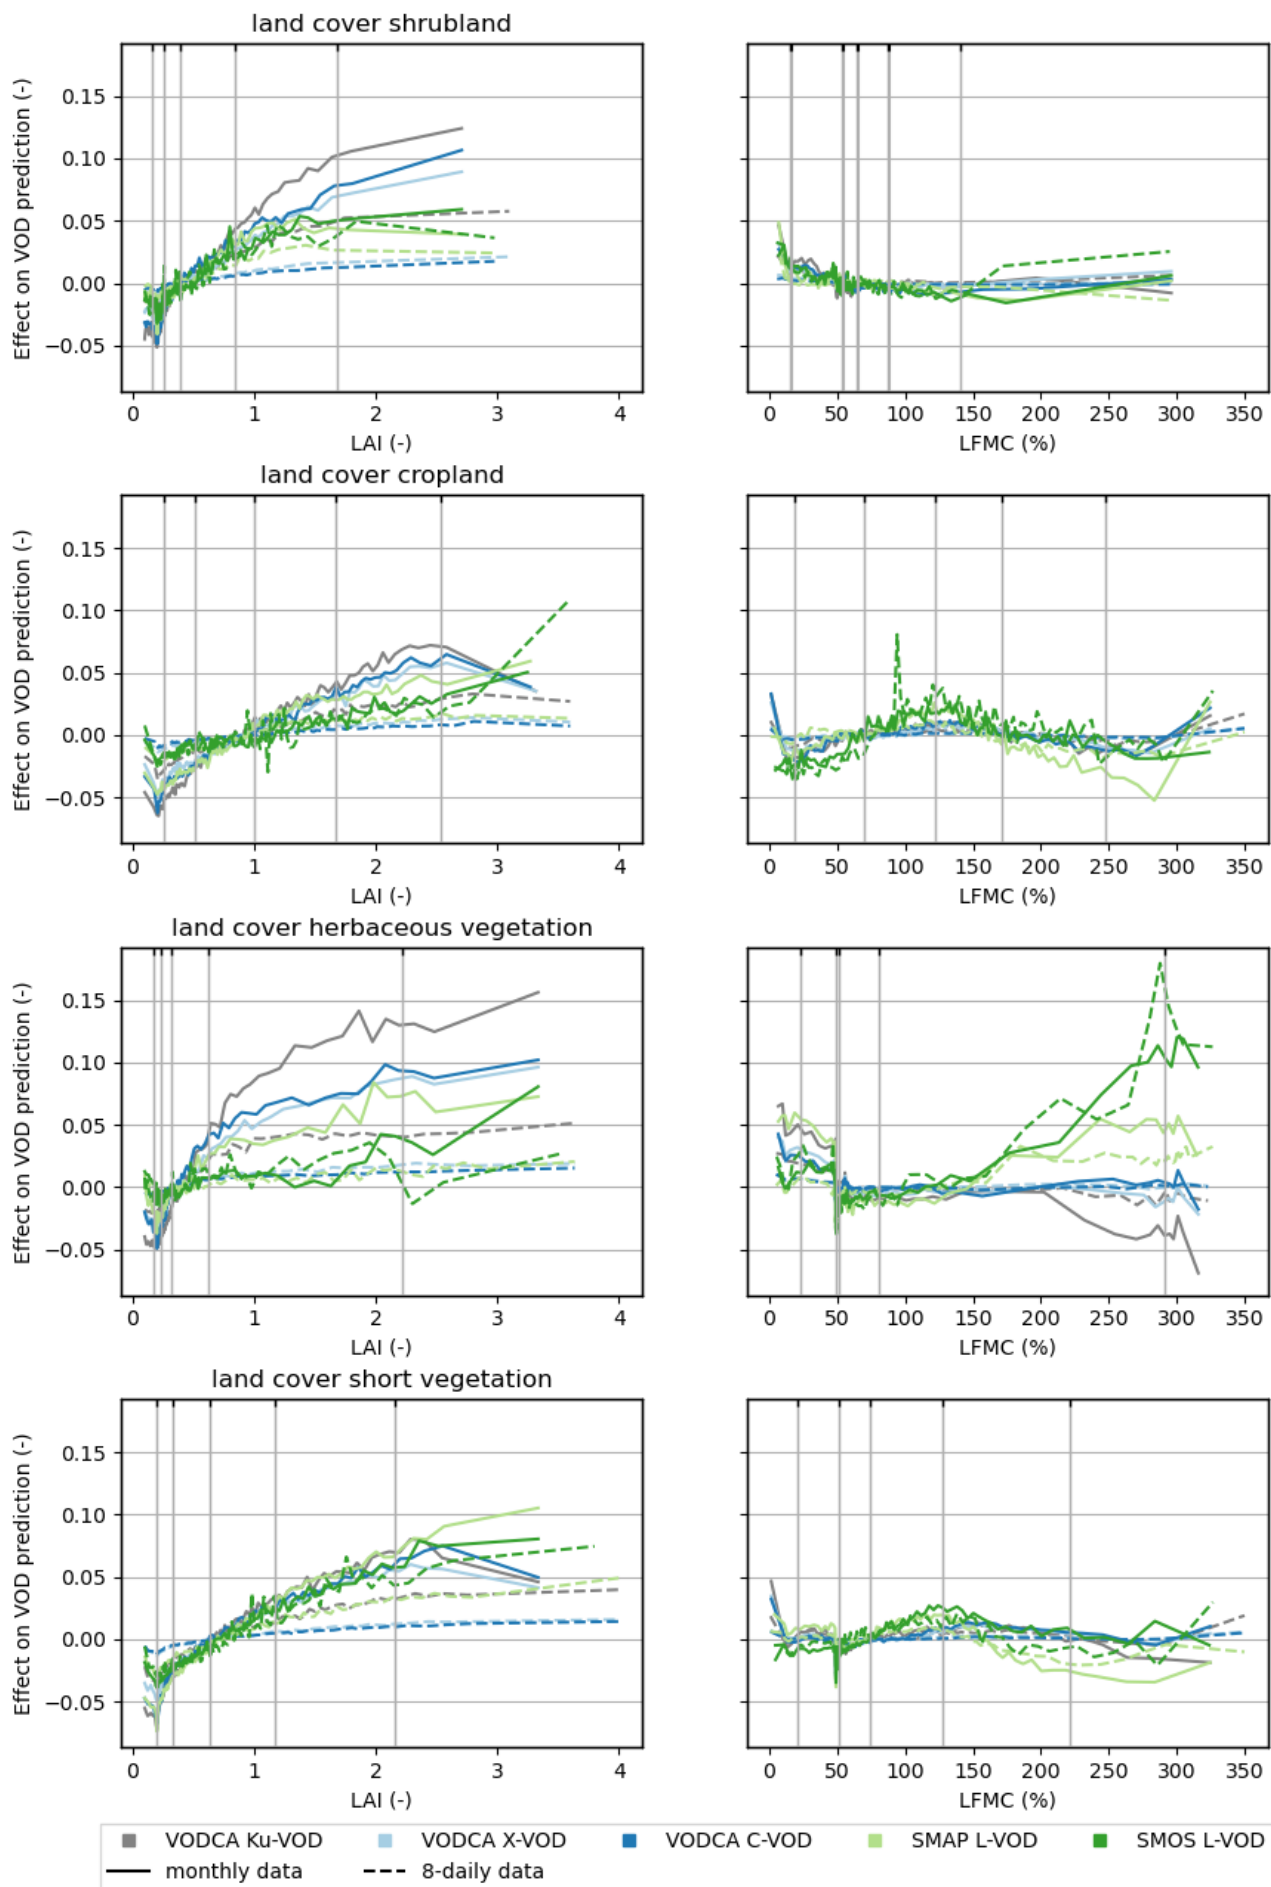 land cover shrubland
Effect on VOD prediction (-)
0.15
0.10
0.05
0.00
−0.05
0 1 2 3 4
LAI (-)
0 50 100 150 200 250 300 350
LFMC (%)
land cover cropland
Effect on VOD prediction (-)
0.15
0.10
0.05
0.00
−0.05
0 1 2 3 4
LAI (-)
0 50 100 150 200 250 300 350
LFMC (%)
land cover herbaceous vegetation
Effect on VOD prediction (-)
0.15
0.10
0.05
0.00
−0.05
0 1 2 3 4
LAI (-)
0 50 100 150 200 250 300 350
LFMC (%)
land cover short vegetation
Effect on VOD prediction (-)
0.15
0.10
0.05
0.00
−0.05
0 1 2 3 4
LAI (-)
0 50 100 150 200 250 300 350
LFMC (%)
VODCA Ku-VOD VODCA X-VOD VODCA C-VOD SMAP L-VOD SMOS L-VOD
monthly data 8-daily data